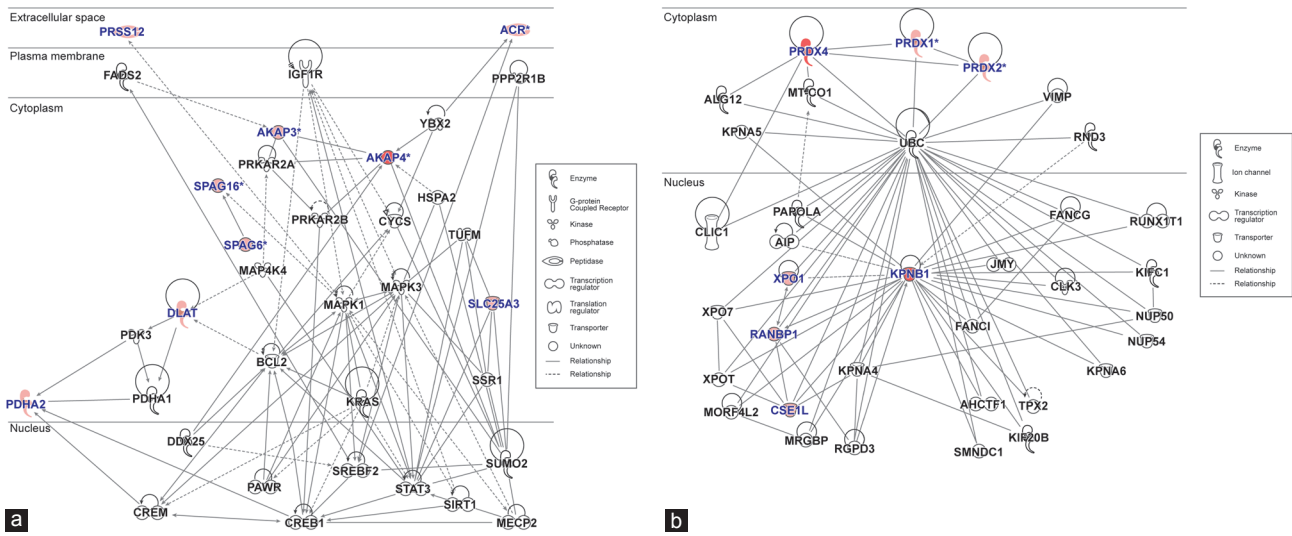 Extracellular space
PRSS12
ACR*
Plasma membrane
FADS2
IGF1R
PPP2R1B
Cytoplasm
YBX2
AKAP3*
AKAP4*
PRKAR2A
SPAG16*
HSPA2
PRKAR2B
CYCS
TUFM
SPAG6*
MAP4K4
MAPK3
MAPK1
SLC25A3
DLAT
PDK3
BCL2
SSR1
PDHA1
KRAS
PDHA2
Nucleus
DDX25
SREBF2
SUMO2
PAWR
STAT3
SIRT1
CREM
CREB1
MECP2
Enzyme
G-protein
Coupled Receptor
Kinase
Phosphatase
Peptidase
Transcription
regulator
Translation
regulator
Transporter
Unknown
Relationship
Relationship
a
Cytoplasm
PRDX4
PRDX1*
PRDX2*
ALG12
MT-CO1
VIMP
KPNA5
UBC
RND3
Nucleus
PAROLA
FANCG
RUNX1T1
CLIC1
AIP
JMY
XPO1
KPNB1
KIFC1
CLK3
XPO7
NUP50
RANBP1
FANCI
NUP54
XPOT
KPNA4
KPNA6
MORF4L2
CSE1L
AHCTF1
TPX2
MRGBP
RGPD3
KIF20B
SMNDC1
Enzyme
Ion channel
Kinase
Transcription
regulator
Transporter
Unknown
Relationship
Relationship
b